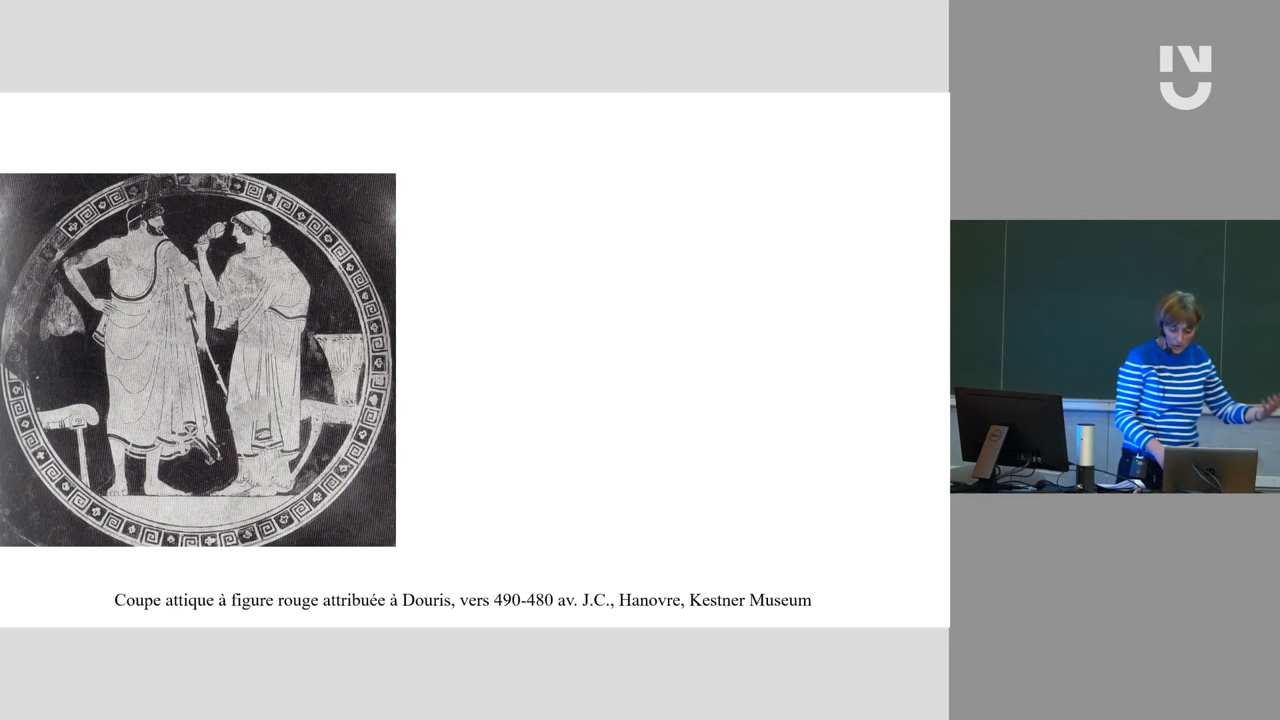 Coupe attique à figure rouge attribuée à Douris, vers 490-480 av. J.C., Hanovre, Kestner Museum